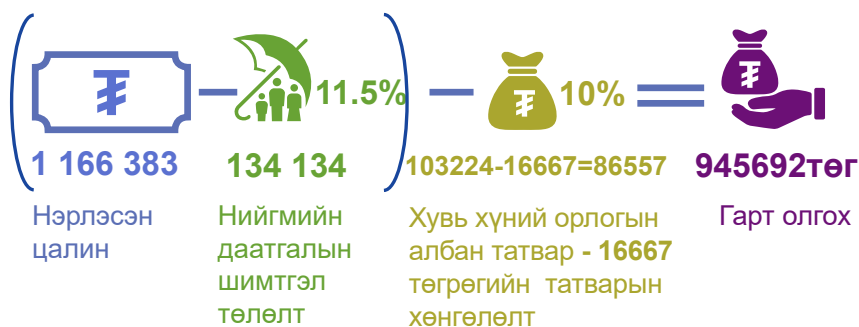 ₮
11.5%
₮ 10%
₮
1 166 383
134 134
103224-16667=86557
945692төг
Нэрлэсэн
цалин
Нийгмийн
даатгалын
шимтгэл
төлөлт
Хувь хүний орлогын
албан татвар - 16667
төгрөгийн татварын
хөнгөлөлт
Гарт олгох